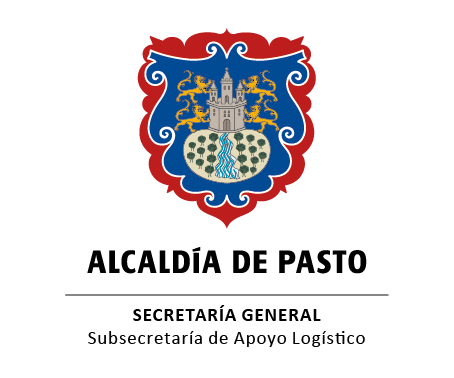 ALCALDÍA DE PASTO
SECRETARÍA GENERAL
Subsecretaría de Apoyo Logístico